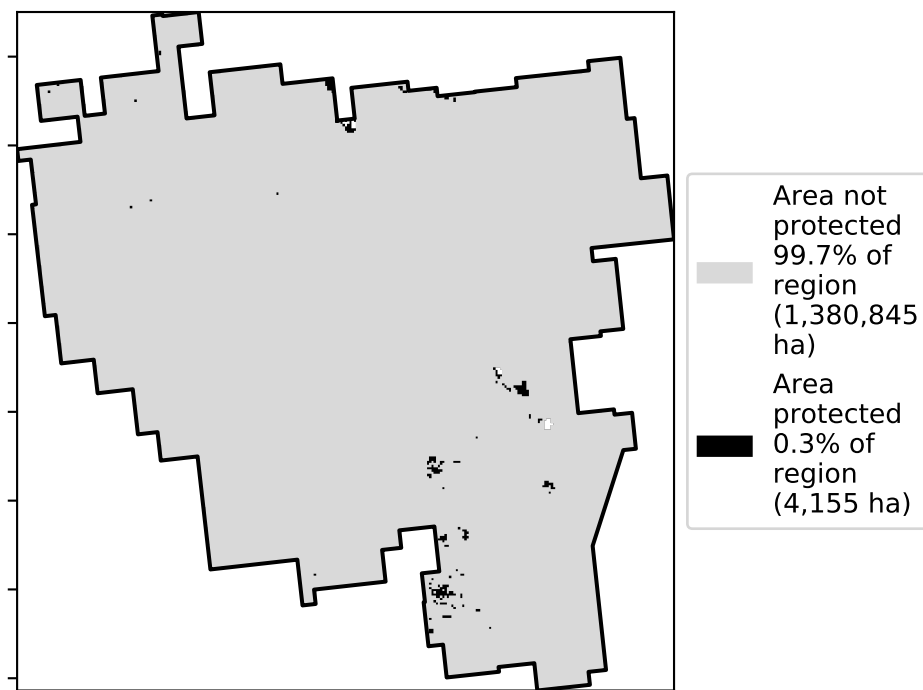 Area not
protected
99.7% of
region
(1,380,845
ha)
Area
protected
0.3% of
region
(4,155 ha)